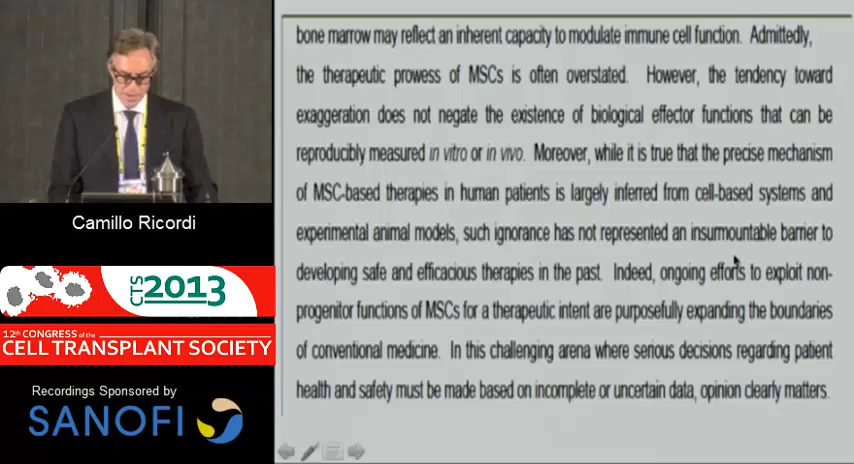 bone marrow may reflect an inherent capacity to modulate immune cell function. Admittedly,
the therapeutic prowess of MSCs is often overstated. However, the tendency toward
exaggeration does not negate the existence of biological effector functions that can be
reproducibly measured in vitro or in vivo. Moreover, while it is true that the precise mechanism
of MSC-based therapies in human patients is largely inferred from cell-based systems and
experimental animal models, such ignorance has not represented an insurmountable barrier to
developing safe and efficacious therapies in the past. Indeed, ongoing efforts to exploit non-
progenitor functions of MSCs for a therapeutic intent are purposefully expanding the boundaries
of conventional medicine. In this challenging arena where serious decisions regarding patient
health and safety must be made based on incomplete or uncertain data, opinion clearly matters.
Camillo Ricordi
CTS
2013
12th CONGRESS of the
CELL TRANSPLANT SOCIETY
Recordings Sponsored by
SANOFI